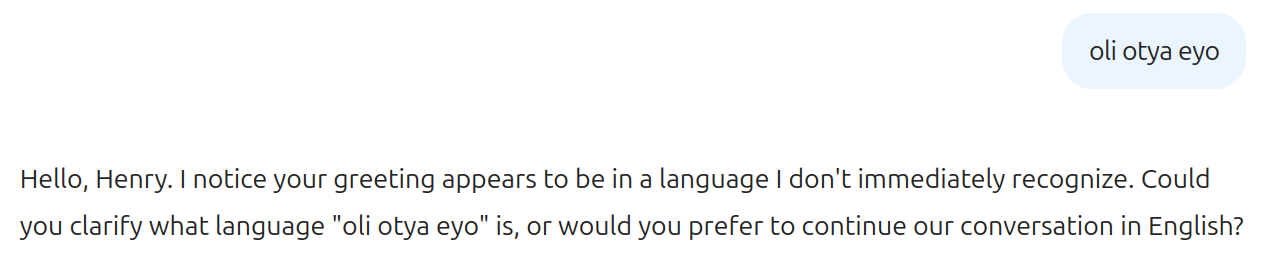 oli otya eyo
Hello, Henry. I notice your greeting appears to be in a language I don't immediately recognize. Could
you clarify what language "oli otya eyo" is, or would you prefer to continue our conversation in English?